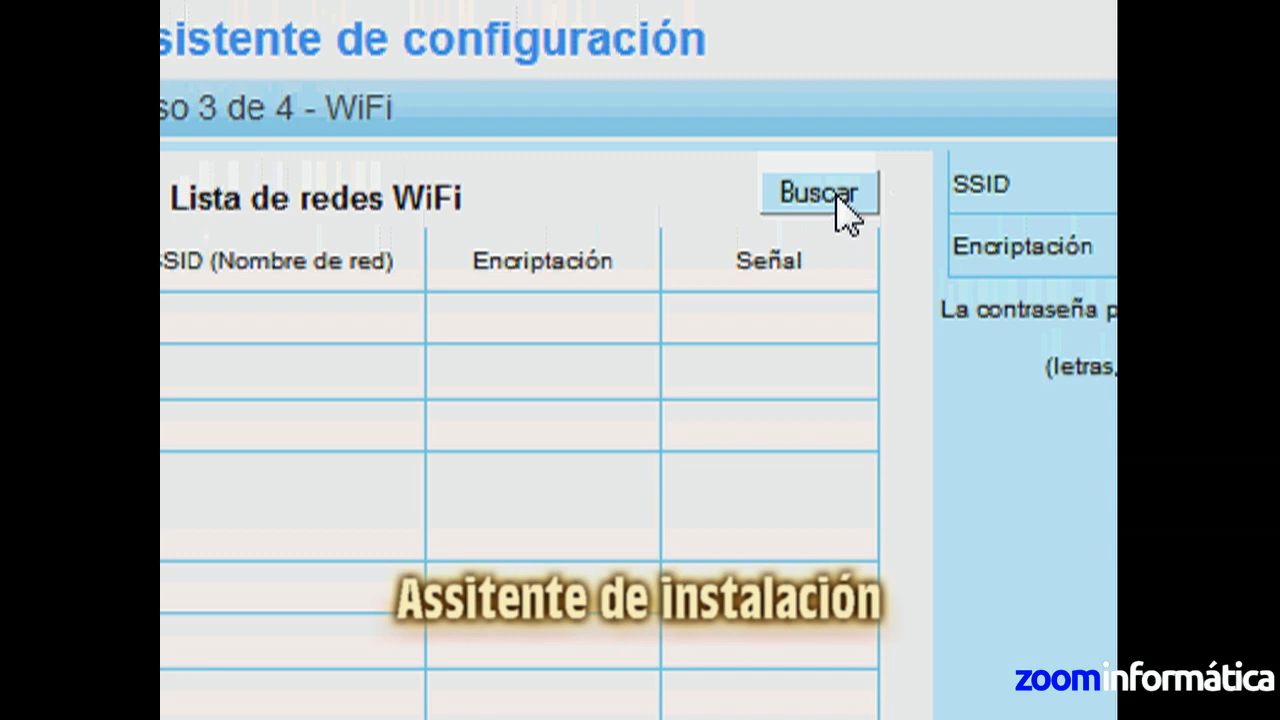 sistente de configuración
so 3 de 4 - WiFi
Lista de redes WiFi
Buscar
SSID (Nombre de red)
Encriptación
Señal
SSID
Encriptación
La contraseña p
(letras,
Assitente de instalación
zoominformática